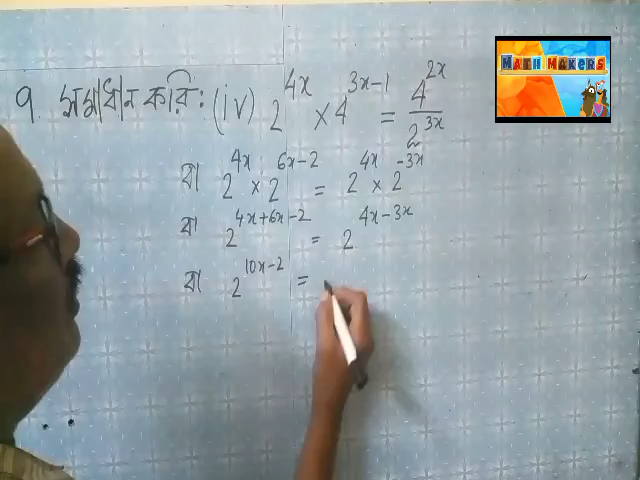 ৭. সমাধান করি: (iv) 2^{4x} × 4^{3x-1} = 4^{2x}/2^{3x}
বা 2^{4x} × 2^{6x-2} = 2^{4x} × 2^{-3x}
বা 2^{4x+6x-2} = 2^{4x-3x}
বা 2^{10x-2} =
MATH MAKERS